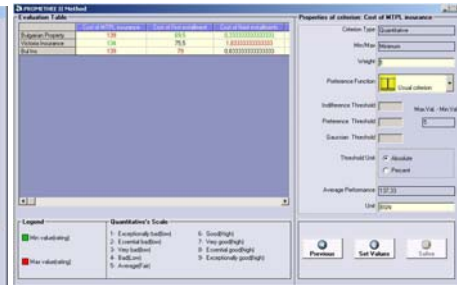 PROMETHEE II Method
Evaluation Table
Cost of MTPL insurance
Cost of first installment
Cost of Next installments
Bulgarian Property 139 69.5
Victoria Insurance 134 75.5
Bul Ins 139 79
Legend
Min value(rating)
Max value(rating)
Quantitative's Scale
1- Exceptionally bad(low)
2- Essential bad(low)
3- Very bad(low)
4- Bad(Low)
5- Average(Fair)
6- Good(High)
7- Very good(high)
8- Essential good(high)
9- Exceptionally good(high)
Properties of criterion: Cost of MTPL insurance
Criterion Type Quantitative
Min/Max Minimum
Weight
Preference Function Usual criterion
Indifference Threshold
Max.Val. - Min.Val
Preference Threshold 5
Gaussian Threshold
Threshold Unit Absolute
Percent
Average Performance 137,33
Unit BGN
Previous Set Values Solve